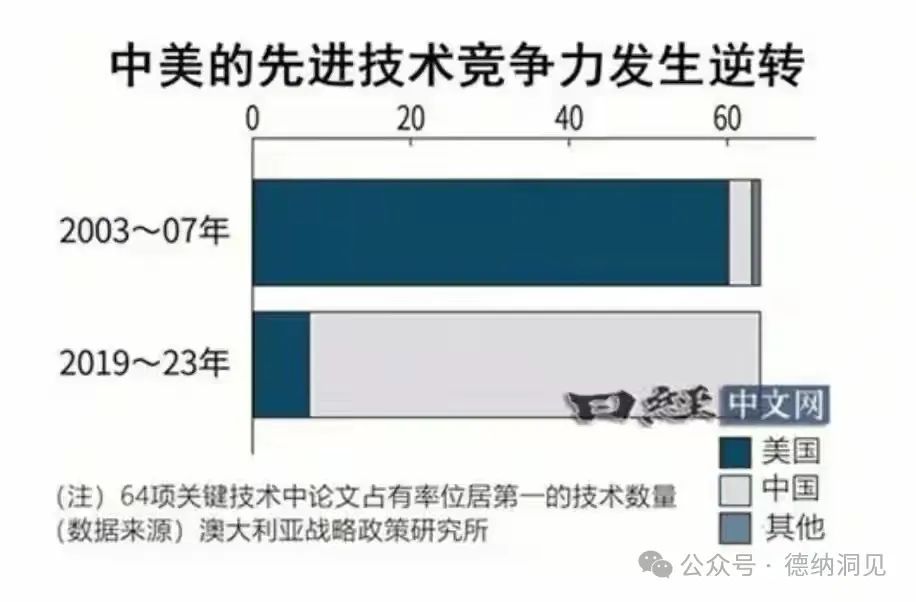 中美的先进技术竞争力发生逆转
0 20 40 60
2003～07年
2019～23年
日经中文网
美国
中国
其他
(注）64项关键技术中论文占有率位居第一的技术数量
(数据来源）澳大利亚战略政策研究所
公众号·德纳洞见